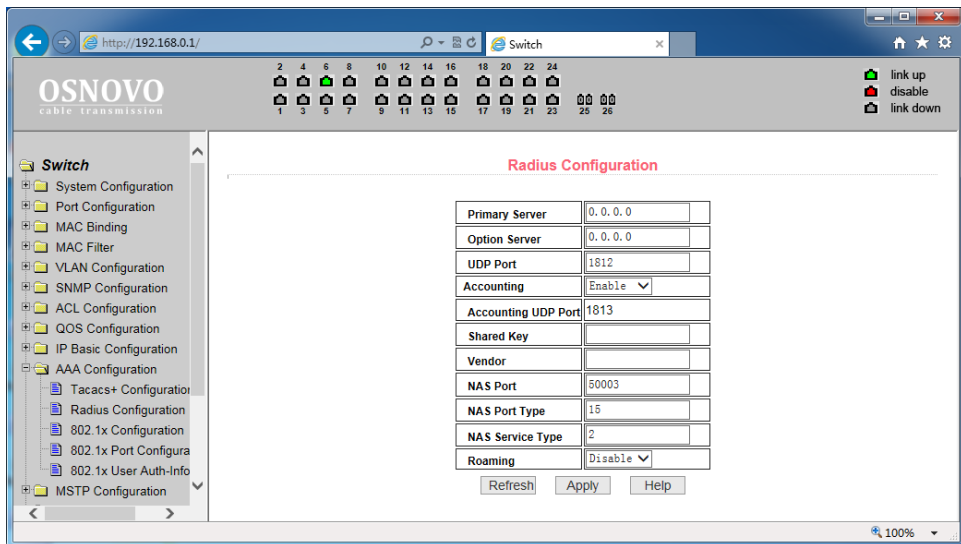 http://192.168.0.1/
Switch
OSNOVO
cable transmission
2 4 6 8 10 12 14 16 18 20 22 24
1 3 5 7 9 11 13 15 17 19 21 23 25 26
link up
disable
link down
Switch
System Configuration
Port Configuration
MAC Binding
MAC Filter
VLAN Configuration
SNMP Configuration
ACL Configuration
QOS Configuration
IP Basic Configuration
AAA Configuration
Tacacs+ Configuration
Radius Configuration
802.1x Configuration
802.1x Port Configura
802.1x User Auth-Info
MSTP Configuration
Radius Configuration
Primary Server 0.0.0.0
Option Server 0.0.0.0
UDP Port 1812
Accounting Enable
Accounting UDP Port 1813
Shared Key
Vendor
NAS Port 50003
NAS Port Type 15
NAS Service Type 2
Roaming Disable
Refresh Apply Help
100%